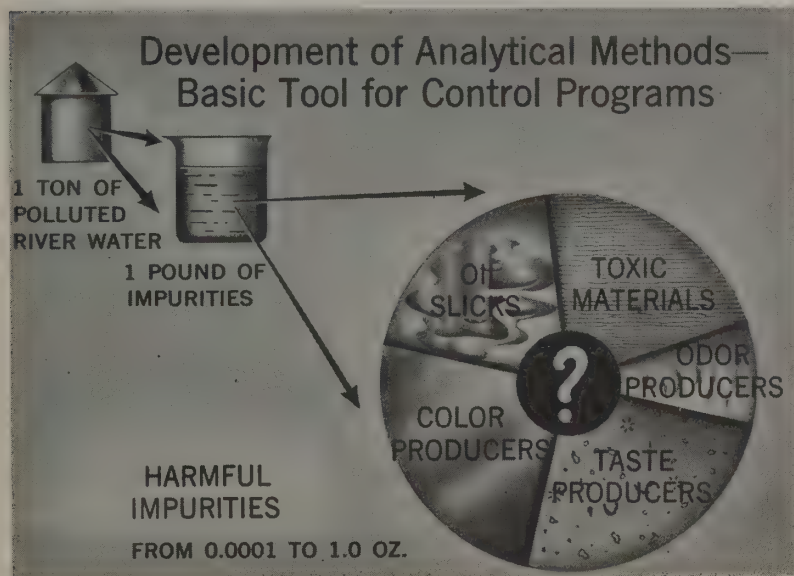 Development of Analytical Methods—
Basic Tool for Control Programs
1 TON OF
POLLUTED
RIVER WATER
1 POUND OF
IMPURITIES
OIL
SLICKS
TOXIC
MATERIALS
ODOR
PRODUCERS
?
COLOR
PRODUCERS
TASTE
PRODUCERS
HARMFUL
IMPURITIES
FROM 0.0001 TO 1.0 OZ.